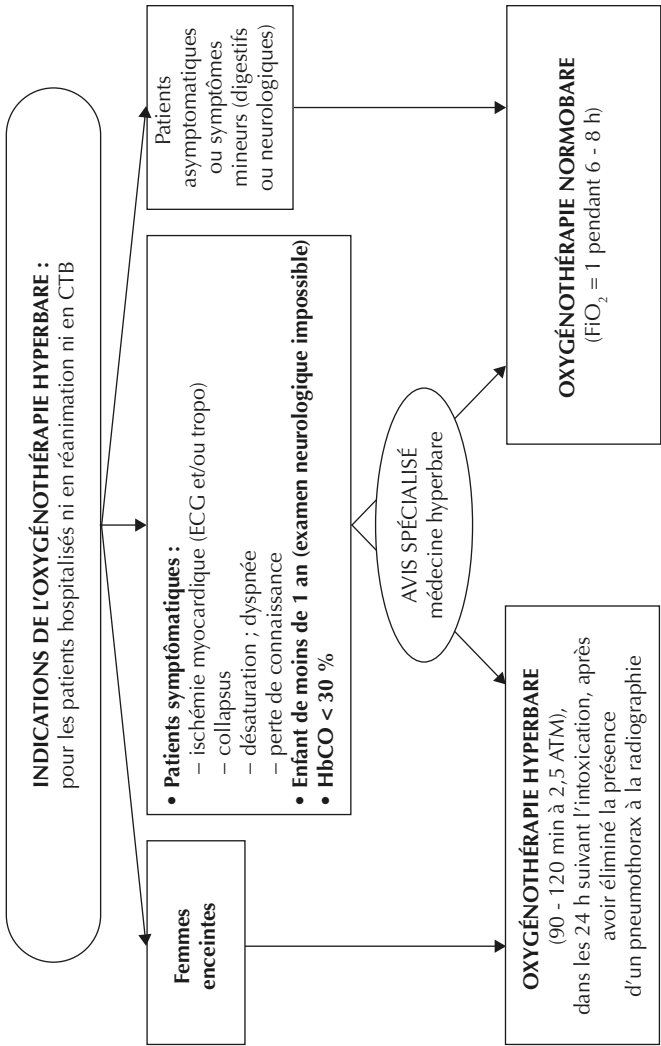 INDICATIONS DE L'OXYGÉNOTHÉRAPIE HYPERBARE :
pour les patients hospitalisés ni en réanimation ni en CTB
Femmes
enceintes
• Patients symptômatiques :
– ischémie myocardique (ECG et/ou tropo)
– collapsus
– désaturation ; dyspnée
– perte de connaissance
• Enfant de moins de 1 an (examen neurologique impossible)
• HbCO < 30 %
Patients
asymptomatiques
ou symptômes
mineurs (digestifs
ou neurologiques)
AVIS SPÉCIALISÉ
médecine hyperbare
OXYGÉNOTHÉRAPIE HYPERBARE
(90 - 120 min à 2,5 ATM),
dans les 24 h suivant l'intoxication, après
avoir éliminé la présence
d'un pneumothorax à la radiographie
OXYGÉNOTHÉRAPIE NORMOBARE
(FiO₂ = 1 pendant 6 - 8 h)